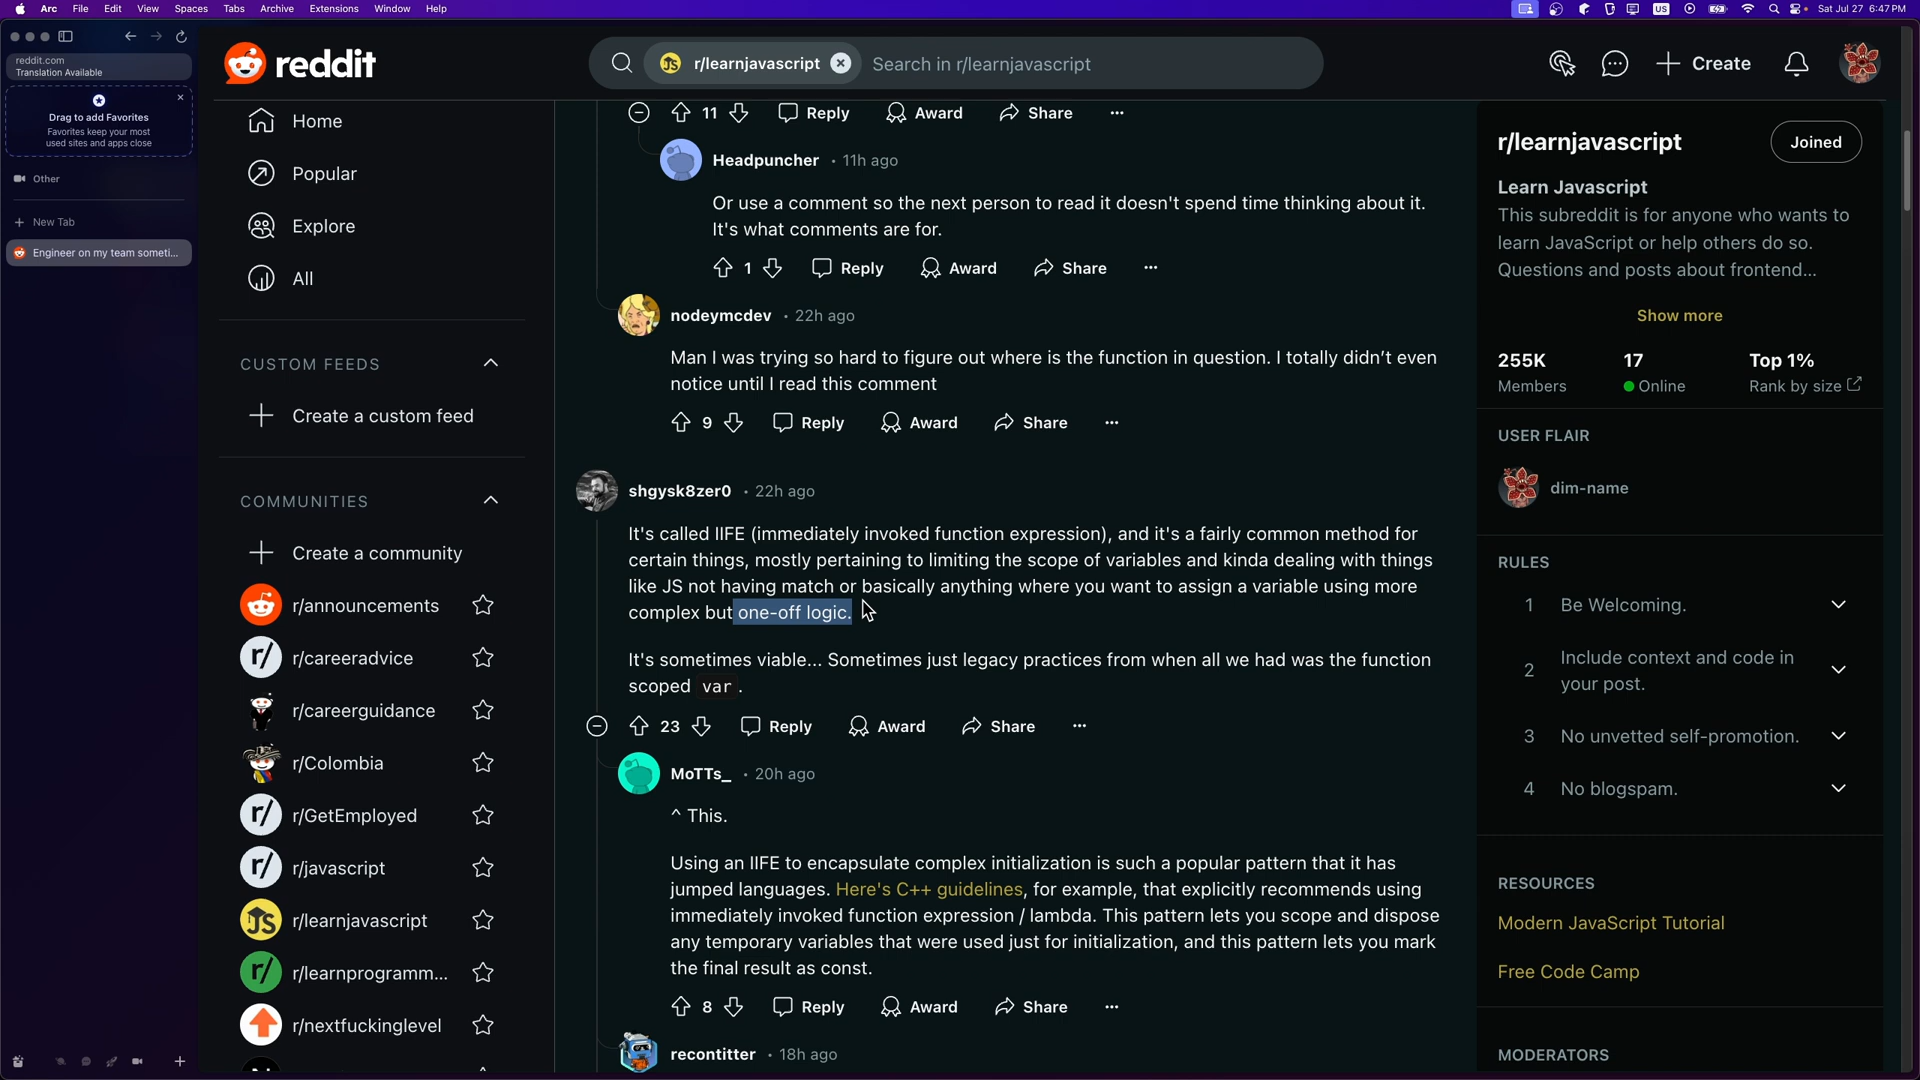 Arc File Edit View Spaces Tabs Archive Extensions Window Help
US
Sat Jul 27 6:47 PM
reddit.com
Translation Available
Drag to add Favorites
Favorites keep your most
used sites and apps close
Other
New Tab
Engineer on my team someti...
reddit
JS r/learnjavascript
Search in r/learnjavascript
Create
Home
Popular
Explore
All
CUSTOM FEEDS
Create a custom feed
COMMUNITIES
Create a community
r/announcements
r/ r/careeradvice
r/careerguidance
r/Colombia
r/ r/GetEmployed
r/ r/javascript
JS r/learnjavascript
r/ r/learnprogramm...
r/nextfuckinglevel
11 Reply Award Share
Headpuncher • 11h ago
Or use a comment so the next person to read it doesn't spend time thinking about it.
It's what comments are for.
1 Reply Award Share
nodeymcdev • 22h ago
Man I was trying so hard to figure out where is the function in question. I totally didn’t even
notice until I read this comment
9 Reply Award Share
shgysk8zer0 • 22h ago
It's called IIFE (immediately invoked function expression), and it's a fairly common method for
certain things, mostly pertaining to limiting the scope of variables and kinda dealing with things
like JS not having match or basically anything where you want to assign a variable using more
complex but one-off logic.
It's sometimes viable... Sometimes just legacy practices from when all we had was the function
scoped var .
23 Reply Award Share
MoTTs_ • 20h ago
^ This.
Using an IIFE to encapsulate complex initialization is such a popular pattern that it has
jumped languages. Here's C++ guidelines, for example, that explicitly recommends using
immediately invoked function expression / lambda. This pattern lets you scope and dispose
any temporary variables that were used just for initialization, and this pattern lets you mark
the final result as const.
8 Reply Award Share
recontitter • 18h ago
r/learnjavascript
Joined
Learn Javascript
This subreddit is for anyone who wants to
learn JavaScript or help others do so.
Questions and posts about frontend...
Show more
255K 17 Top 1%
Members Online Rank by size
USER FLAIR
dim-name
RULES
1 Be Welcoming.
2 Include context and code in
your post.
3 No unvetted self-promotion.
4 No blogspam.
RESOURCES
Modern JavaScript Tutorial
Free Code Camp
MODERATORS